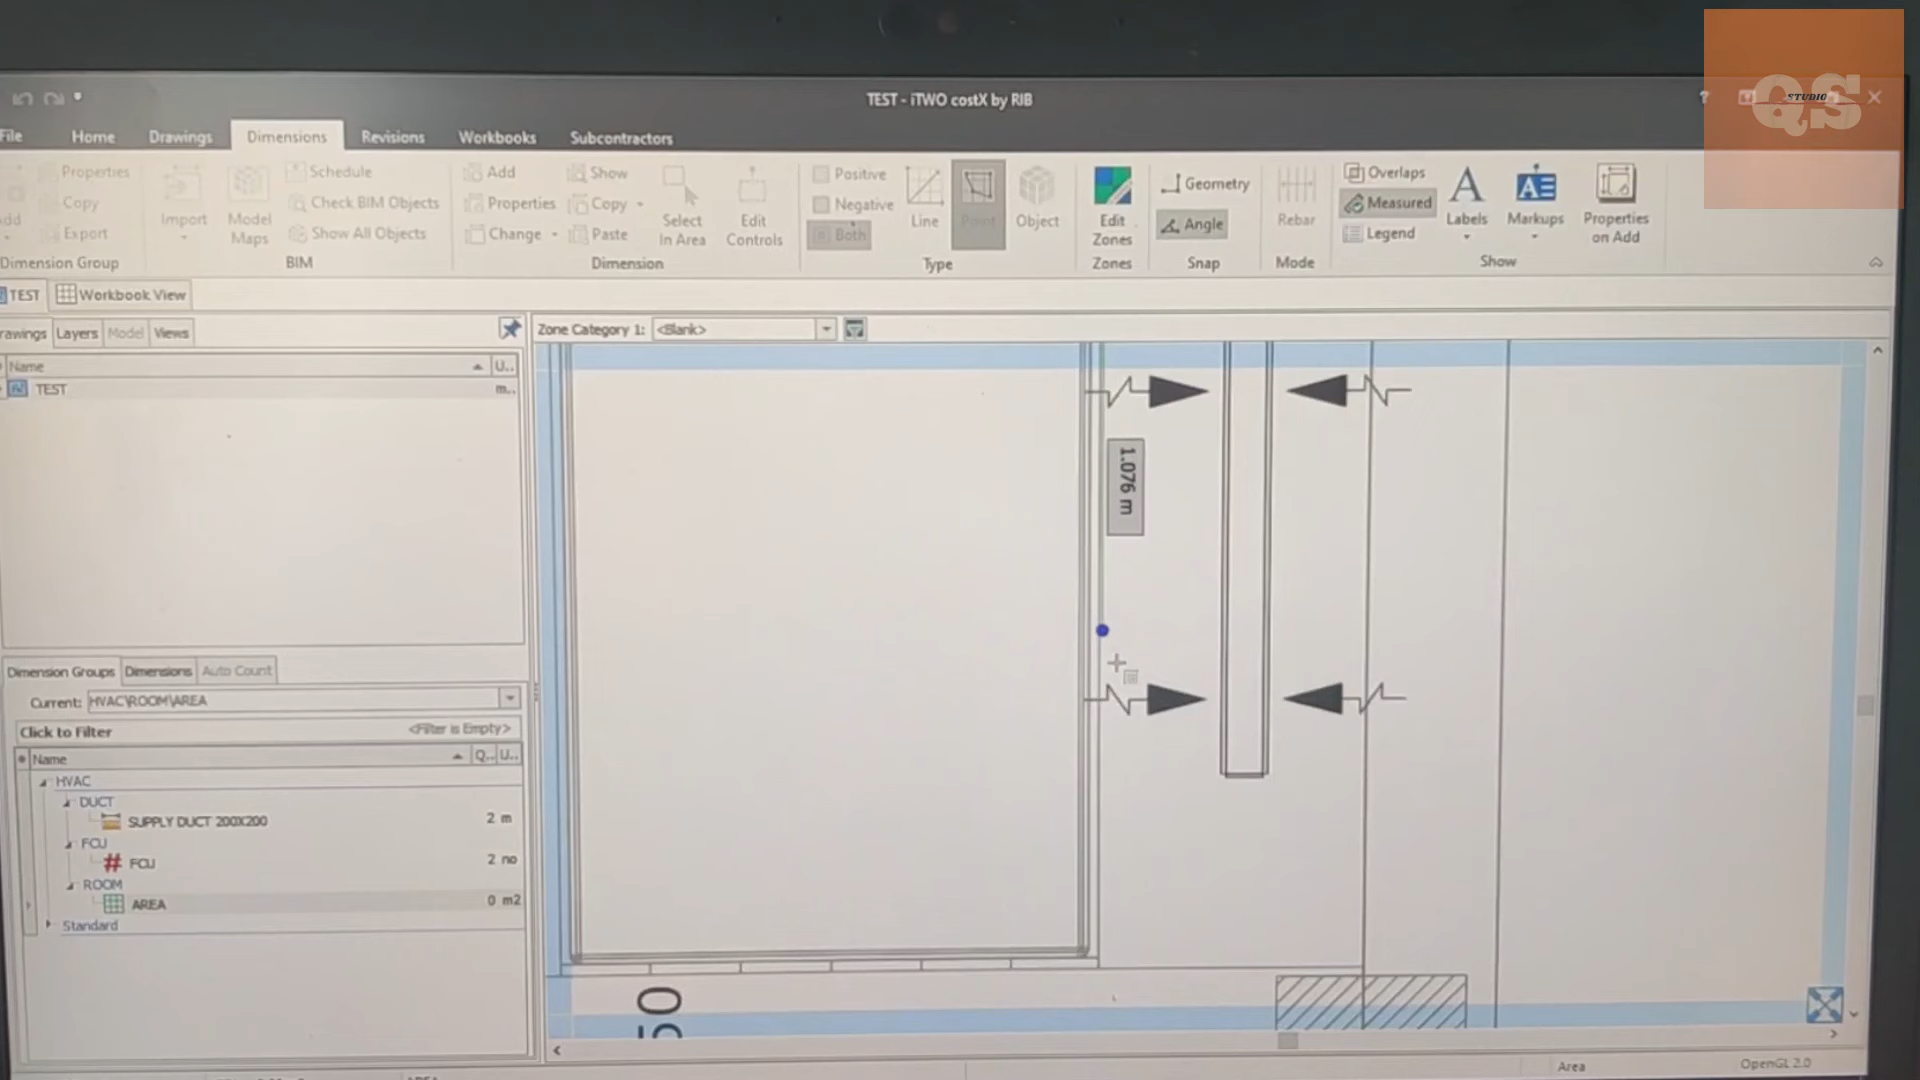 QS
STUDIO
TEST - iTWO costX by RIB
?
File
Home
Drawings
Dimensions
Revisions
Workbooks
Subcontractors
Properties
Copy
Export
Dimension Group
Import
Model
Maps
Schedule
Check BIM Objects
Show All Objects
BIM
Add
Properties
Change
Show
Copy
Paste
Select
In Area
Edit
Controls
Dimension
Positive
Negative
Both
Line
Point
Object
Type
Edit
Zones
Zones
Geometry
Angle
Snap
Rebar
Mode
Overlaps
Measured
Legend
Labels
Markups
Properties
on Add
Show
TEST
Workbook View
Layers
Model
Views
Zone Category 1: <Blank>
Name
U..
TEST
m..
1.076 m
Dimension Groups
Dimensions
Auto Count
Current: HVAC\ROOM\AREA
Click to Filter
<Filter is Empty>
Name
Q..
U..
HVAC
DUCT
SUPPLY DUCT 200X200
2 m
FCU
# FCU
2 no
ROOM
AREA
0 m2
Standard
Area
OpenGL 2.0